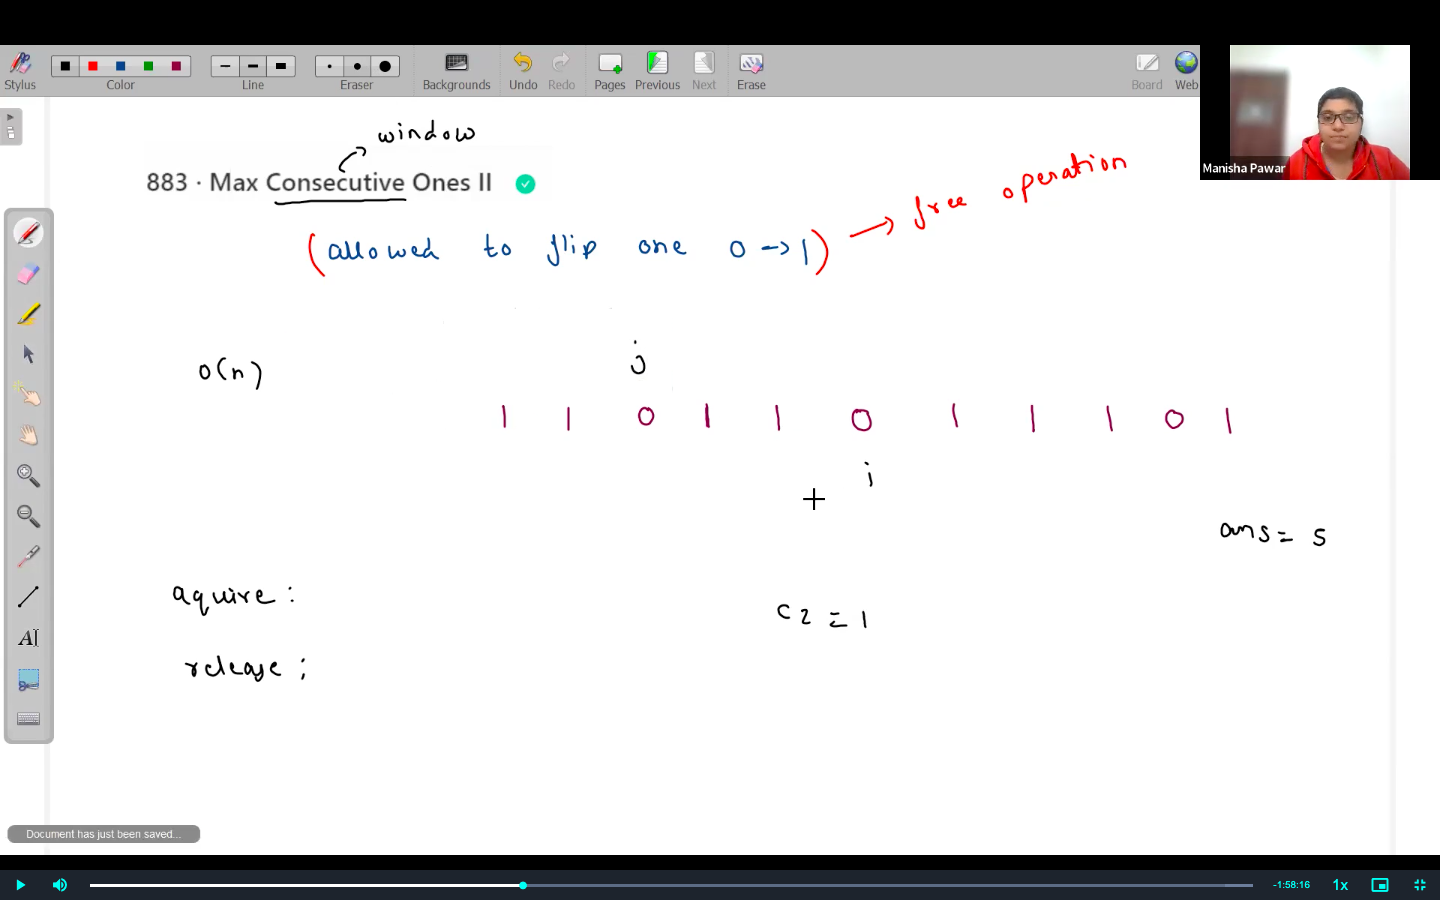 Stylus
Color
Line
Eraser
Backgrounds
Undo
Redo
Pages
Previous
Next
Erase
Board
Web
Manisha Pawar
window
883 · Max Consecutive Ones II
(allowed to flip one 0 -> 1) → free operation
j
O(n)
1 1 0 1 1 0 1 1 1 0 1
i
ans = 5
aquire :
cz = 1
release :
AI
Document has just been saved...
-1:58:16
1x